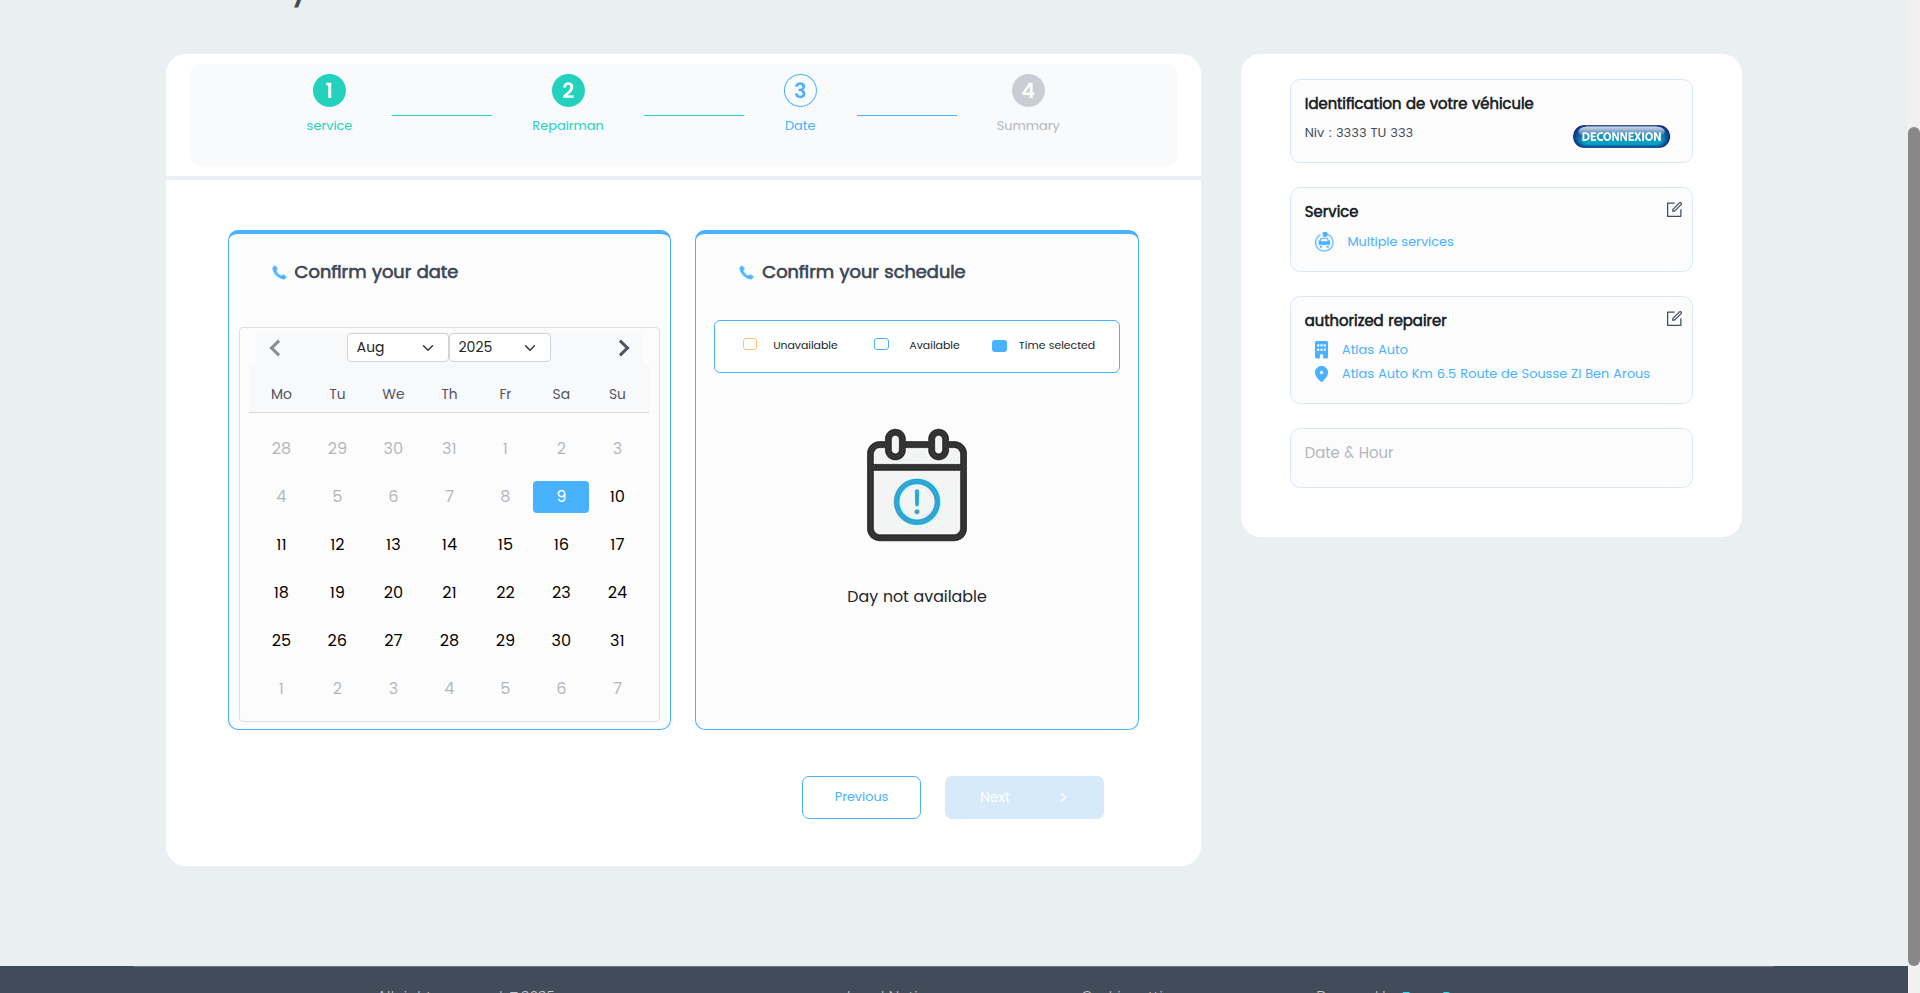 1
service
2
Repairman
3
Date
4
Summary
Confirm your date
Aug
2025
Mo Tu We Th Fr Sa Su
28 29 30 31 1 2 3
4 5 6 7 8 9 10
11 12 13 14 15 16 17
18 19 20 21 22 23 24
25 26 27 28 29 30 31
1 2 3 4 5 6 7
Confirm your schedule
Unavailable Available Time selected
Day not available
Previous
Next
Identification de votre véhicule
Niv : 3333 TU 333
DECONNEXION
Service
Multiple services
authorized repairer
Atlas Auto
Atlas Auto Km 6.5 Route de Sousse ZI Ben Arous
Date & Hour